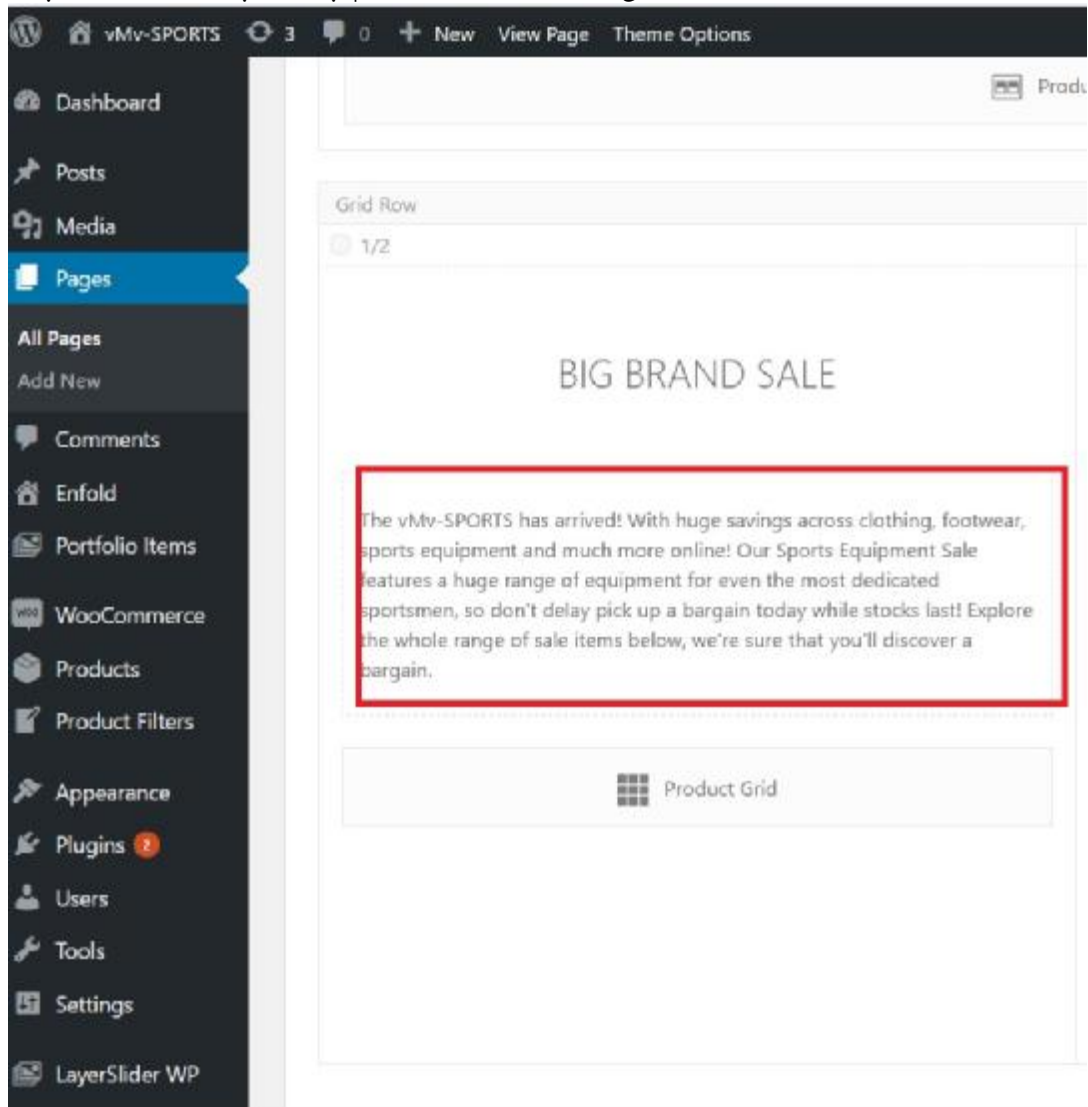 vMv-SPORTS 3 0 + New View Page Theme Options
Dashboard
Posts
Media
Pages
All Pages
Add New
Comments
Enfold
Portfolio Items
WooCommerce
Products
Product Filters
Appearance
Plugins 2
Users
Tools
Settings
LayerSlider WP
Produ
Grid Row
1/2
BIG BRAND SALE
The vMv-SPORTS has arrived! With huge savings across clothing, footwear,
sports equipment and much more online! Our Sports Equipment Sale
features a huge range of equipment for even the most dedicated
sportsmen, so don't delay pick up a bargain today while stocks last! Explore
the whole range of sale items below, we're sure that you'll discover a
bargain.
Product Grid